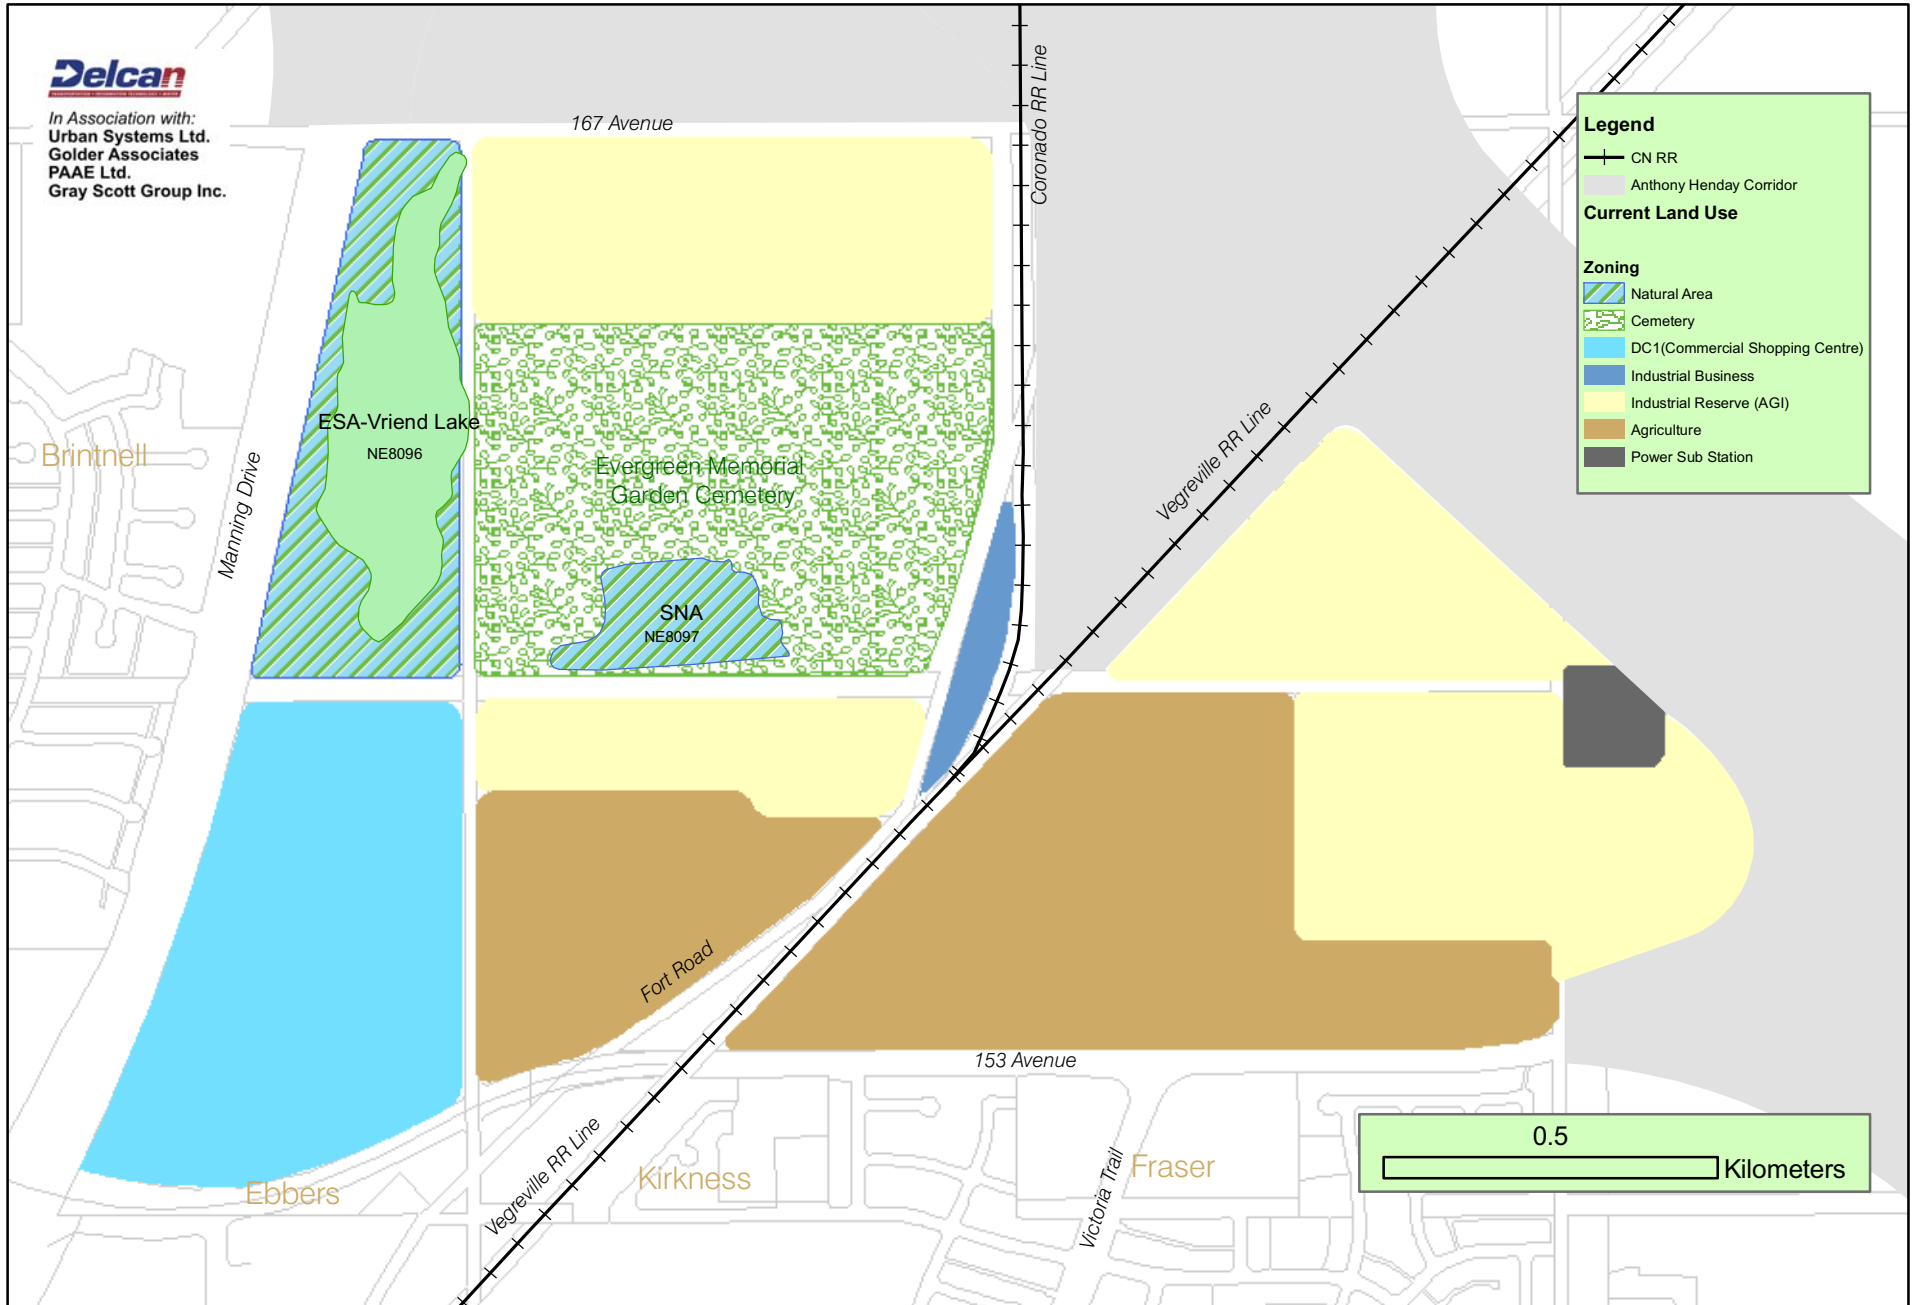 Delcan
In Association with:
Urban Systems Ltd.
Golder Associates
PAAE Ltd.
Gray Scott Group Inc.
167 Avenue
Coronado RR Line
Legend
CN RR
Anthony Henday Corridor
Current Land Use
Zoning
Natural Area
Cemetery
DC1(Commercial Shopping Centre)
Industrial Business
Industrial Reserve (AGI)
Agriculture
Power Sub Station
ESA-Vriend Lake
NE8096
Brintnell
Manning Drive
Evergreen Memorial
Garden Cemetery
SNA
NE8097
Vegreville RR Line
Fort Road
153 Avenue
Vegreville RR Line
Ebbers
Kirkness
Victoria Trail
Fraser
0.5
Kilometers